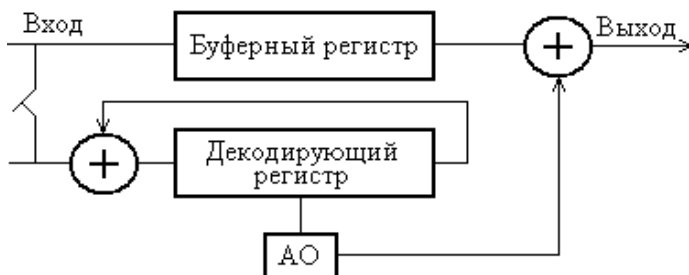 Вход
Буферный регистр
Выход
Декодирующий
регистр
АО